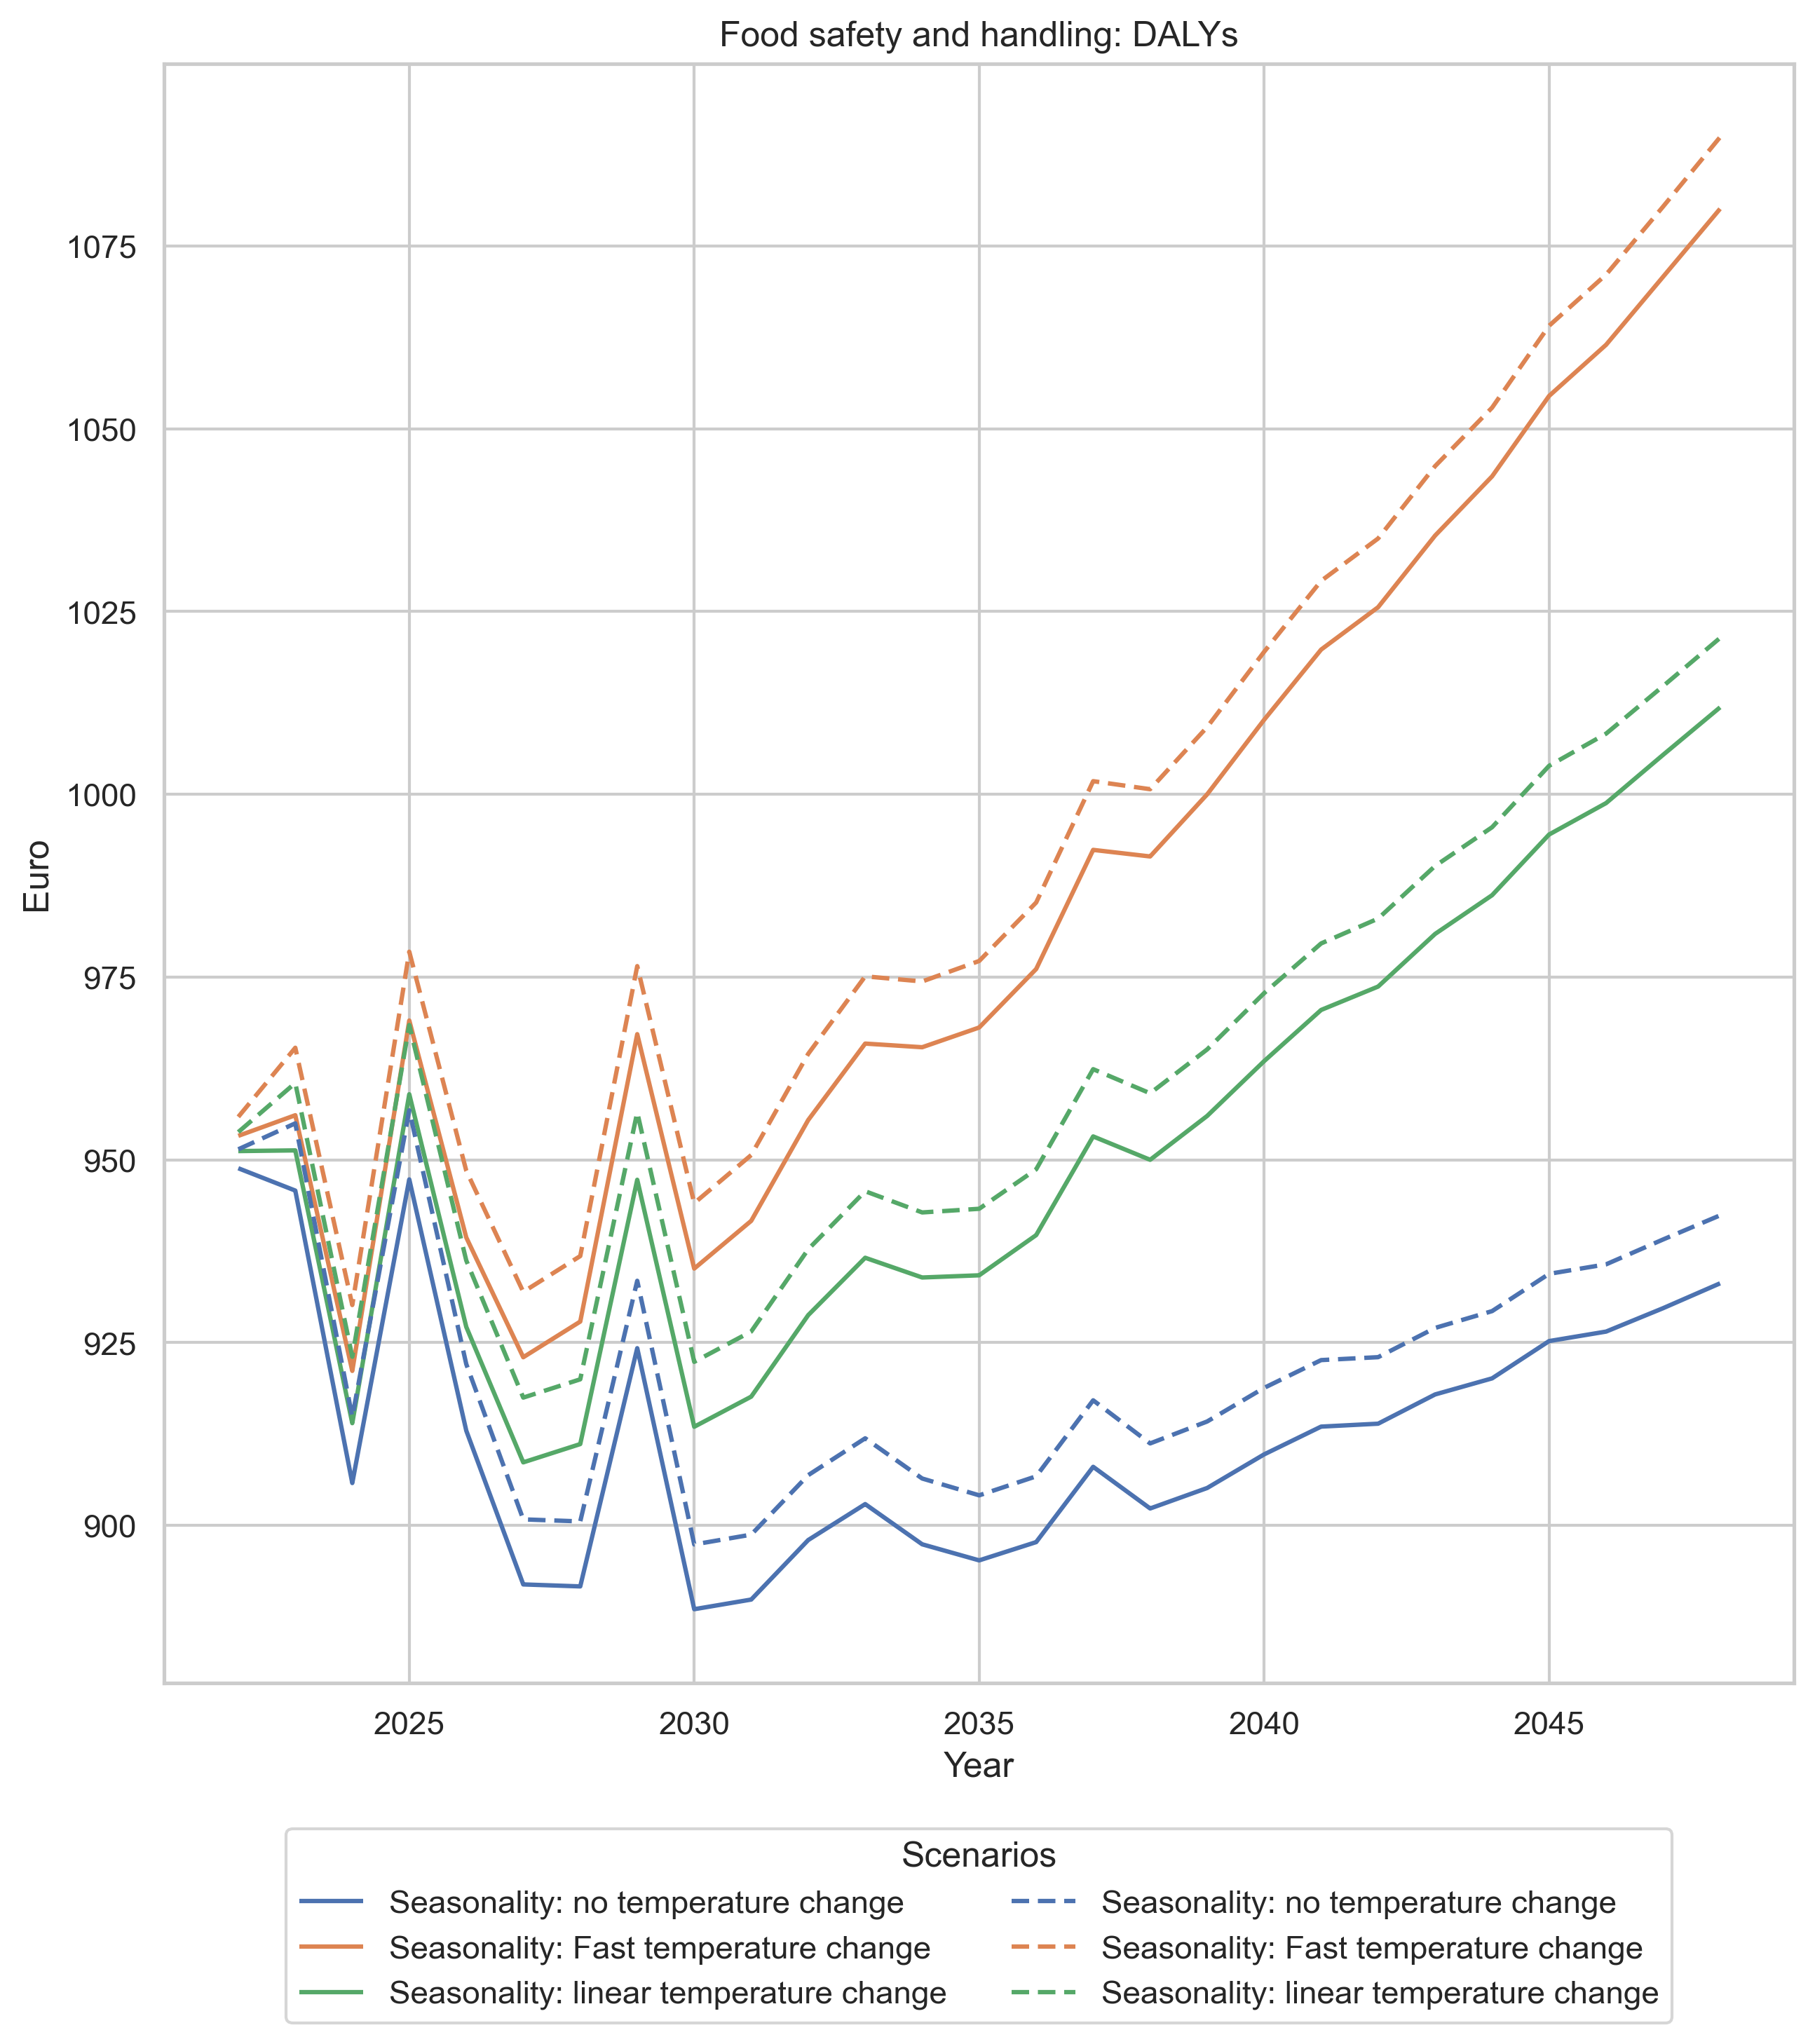 Food safety and handling: DALYs
1075
1050
1025
1000
975
950
925
900
Euro
2025 2030 2035 2040 2045
Year
Scenarios
Seasonality: no temperature change Seasonality: no temperature change
Seasonality: Fast temperature change Seasonality: Fast temperature change
Seasonality: linear temperature change Seasonality: linear temperature change